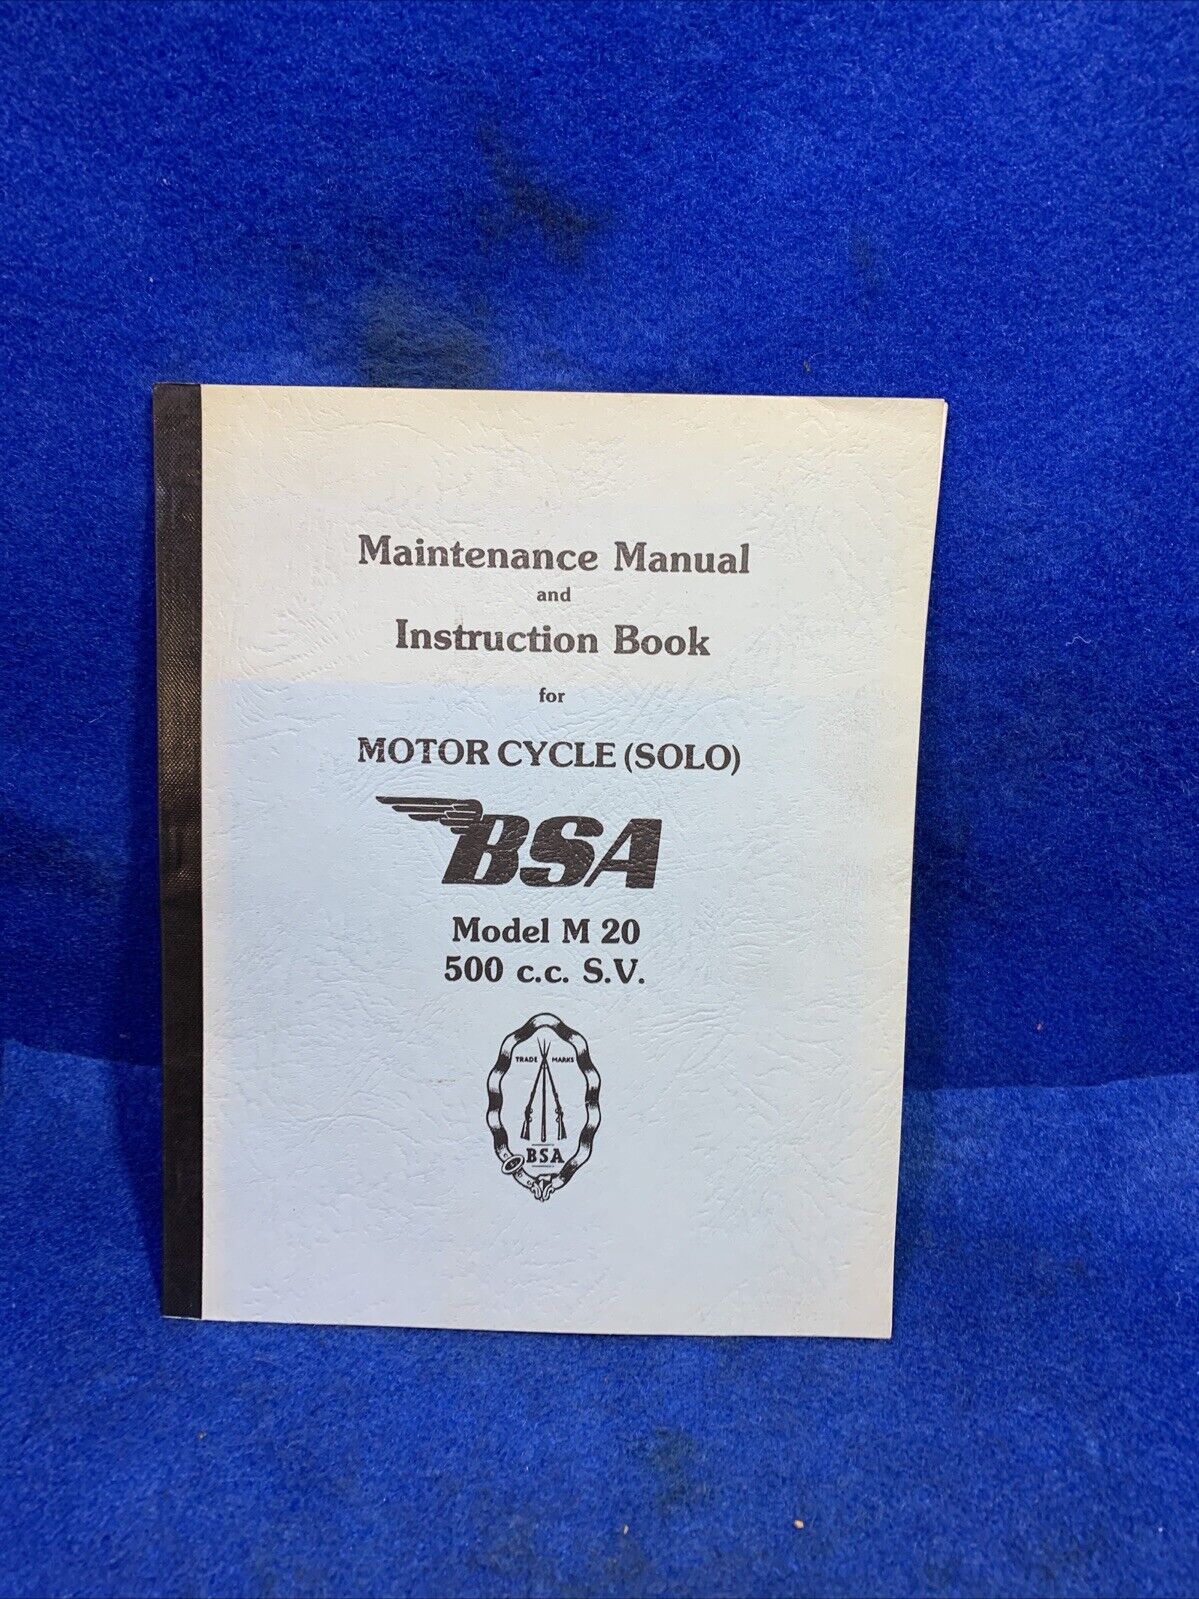 Maintenance Manual
and
Instruction Book
for
MOTOR CYCLE (SOLO)
BSA
Model M 20
500 c.c. S.V.
TRADE MARKS
BSA